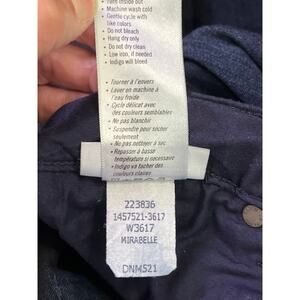 • Turn inside out
• Machine wash cold
• Gentle cycle with
like colors
• Do not bleach
• Hang dry only
• Do not dry clean
• Low iron, if needed
• Indigo will bleed
• Tourner à l'envers
• Laver en machine à
l'eau froide
• Cycle délicat avec
des couleurs semblables
• Ne pas blanchir
• Suspendre pour sécher
seulement
• Ne pas nettoyer à sec
• Repasser à basse
température si nécessaire
• Indigo va tacher des
couleurs claires
223836
1457521-3617
W3617
MIRABELLE
DNM521